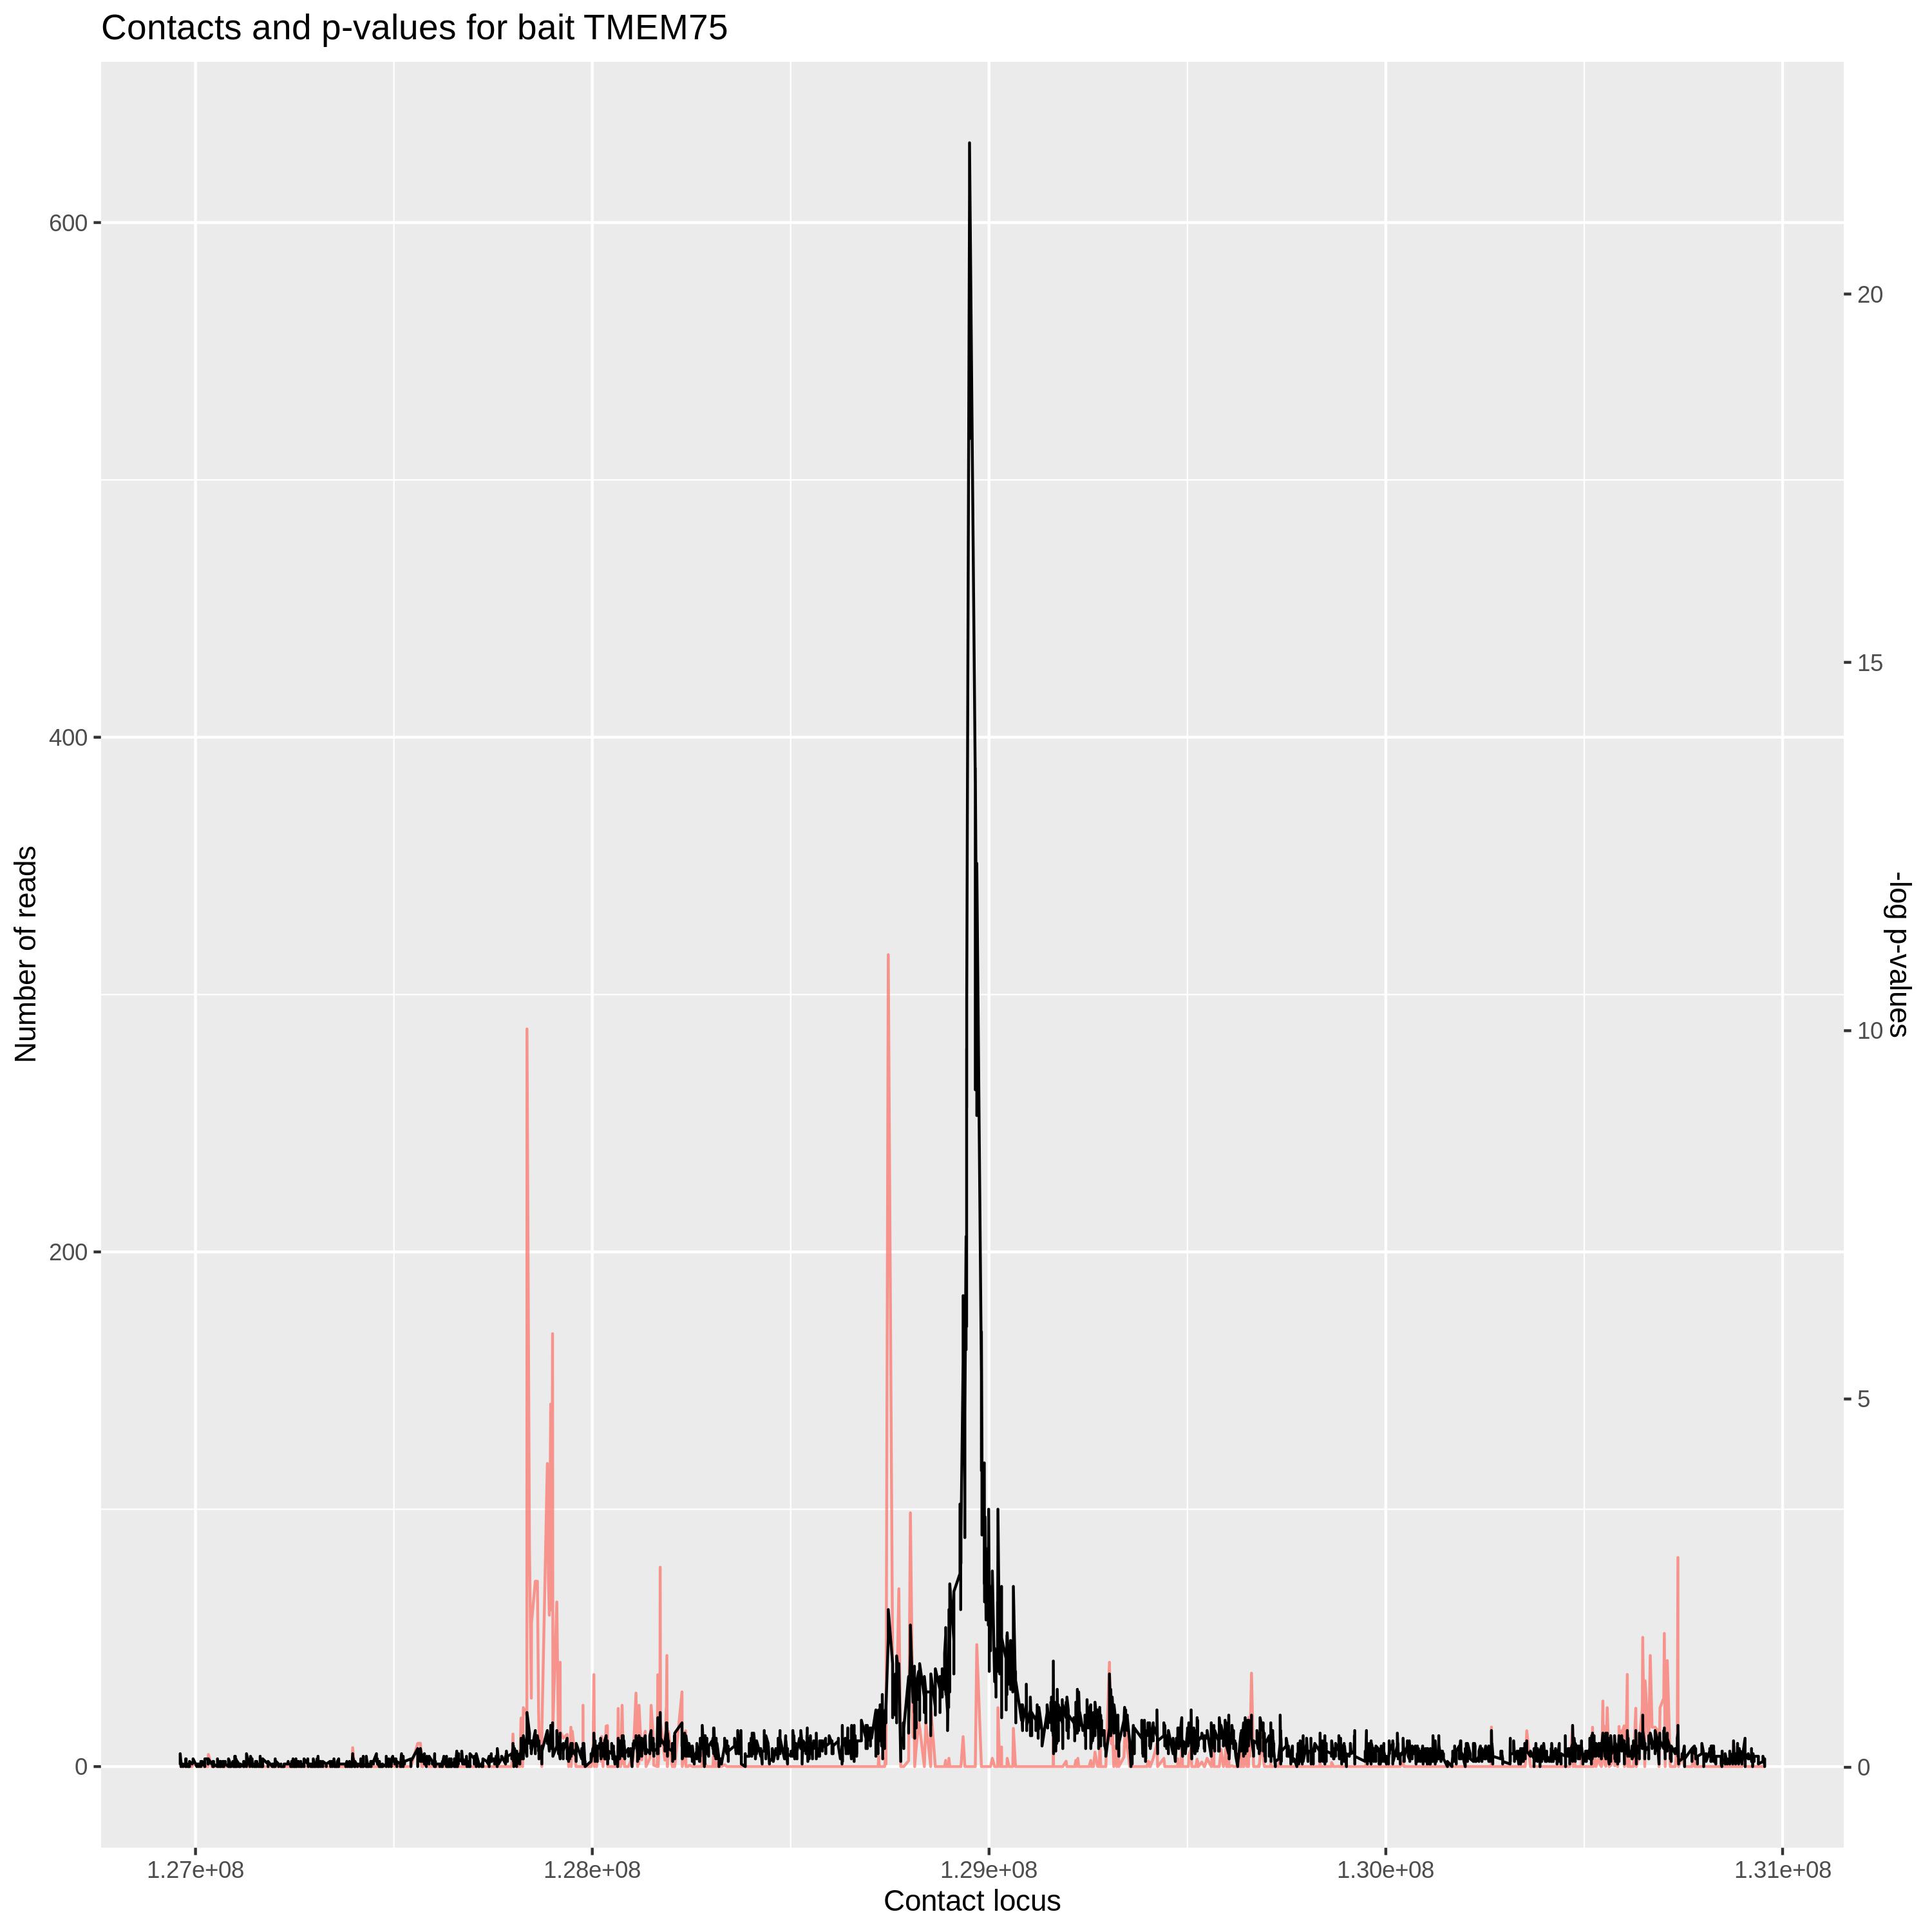 Contacts and p-values for bait TMEM75
600
400
200
0
Number of reads
20
15
10
5
0
-log p-values
1.27e+08
1.28e+08
1.29e+08
1.30e+08
1.31e+08
Contact locus